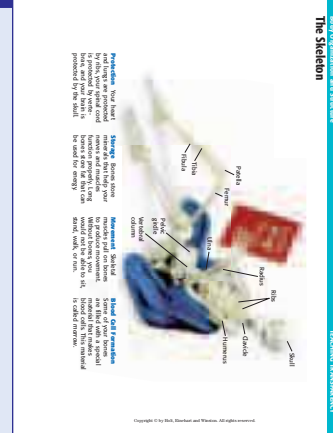 The Skeleton
Patella
Femur
Tibia
Fibula
Ulna
Pelvic
girdle
Vertebral
column
Radius
Ribs
Skull
Clavicle
Humerus
Protection Your heart
and lungs are protected
by ribs, your spinal cord
is protected by verte-
brae, and your brain is
protected by the skull.
Storage Bones store
minerals that help your
nerves and muscles
function properly. Long
bones store fat that can
be used for energy.
Movement Skeletal
muscles pull on bones
to produce movement.
Without bones, you
would not be able to sit,
stand, walk, or run.
Blood Cell Formation
Some of your bones
are filled with a special
material that makes
blood cells. This material
is called marrow.
Copyright © by Holt, Rinehart and Winston. All rights reserved.